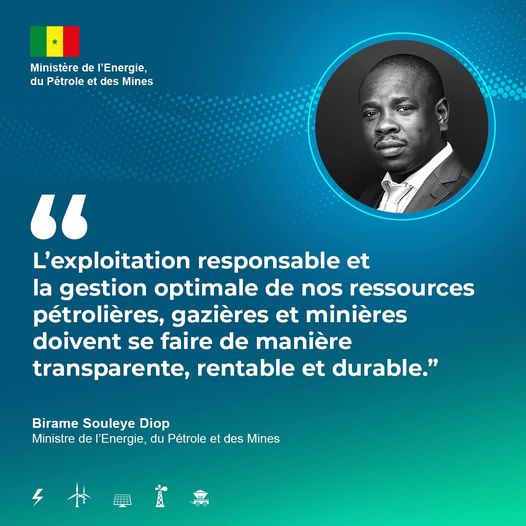 Ministère de l'Energie,
du Pétrole et des Mines
“
L’exploitation responsable et
la gestion optimale de nos ressources
pétrolières, gazières et minières
doivent se faire de manière
transparente, rentable et durable.”
Birame Souleye Diop
Ministre de l’Energie, du Pétrole et des Mines